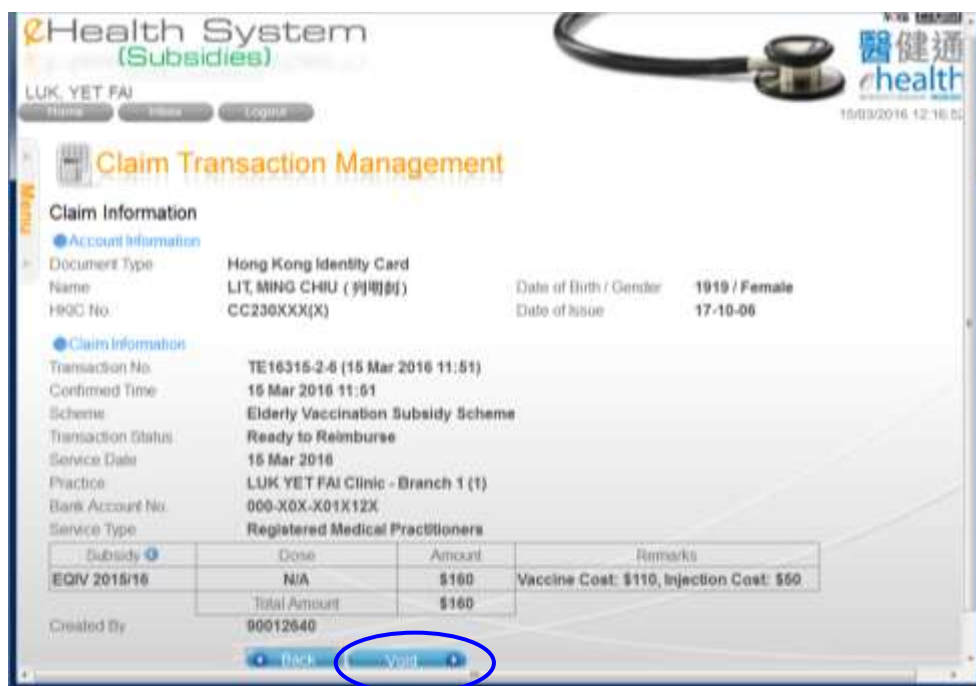 eHealth System
(Subsidies)
醫健通
ehealth
LUK, YET FAI
Home Inbox Logout
15/03/2016 12:16:52
Menu
Claim Transaction Management
Claim Information
Account Information
Document Type Hong Kong Identity Card
Name LIT, MING CHIU Date of Birth / Gender 1919 / Female
HKIC No. CC230XXX(X) Date of Issue 17-10-06
Claim Information
Transaction No. TE16315-2-6 (15 Mar 2016 11:51)
Confirmed Time 15 Mar 2016 11:51
Scheme Elderly Vaccination Subsidy Scheme
Transaction Status Ready to Reimburse
Service Date 15 Mar 2016
Practice LUK YET FAI Clinic - Branch 1 (1)
Bank Account No. 000-X0X-X01X12X
Service Type Registered Medical Practitioners
Subsidy Dose Amount Remarks
EQIV 2015/16 N/A $160 Vaccine Cost: $110, Injection Cost: $50
Total Amount $160
Created By 90012640
Back Void